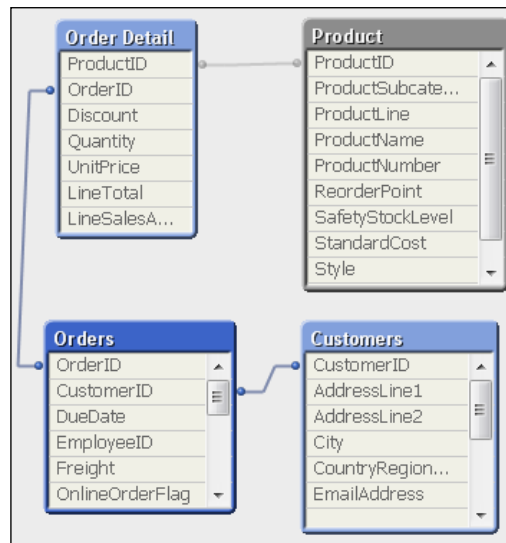 Order Detail
ProductID
OrderID
Discount
Quantity
UnitPrice
LineTotal
LineSalesA...
Product
ProductID
ProductSubcate...
ProductLine
ProductName
ProductNumber
ReorderPoint
SafetyStockLevel
StandardCost
Style
Orders
OrderID
CustomerID
DueDate
EmployeeID
Freight
OnlineOrderFlag
Customers
CustomerID
AddressLine1
AddressLine2
City
CountryRegion...
EmailAddress